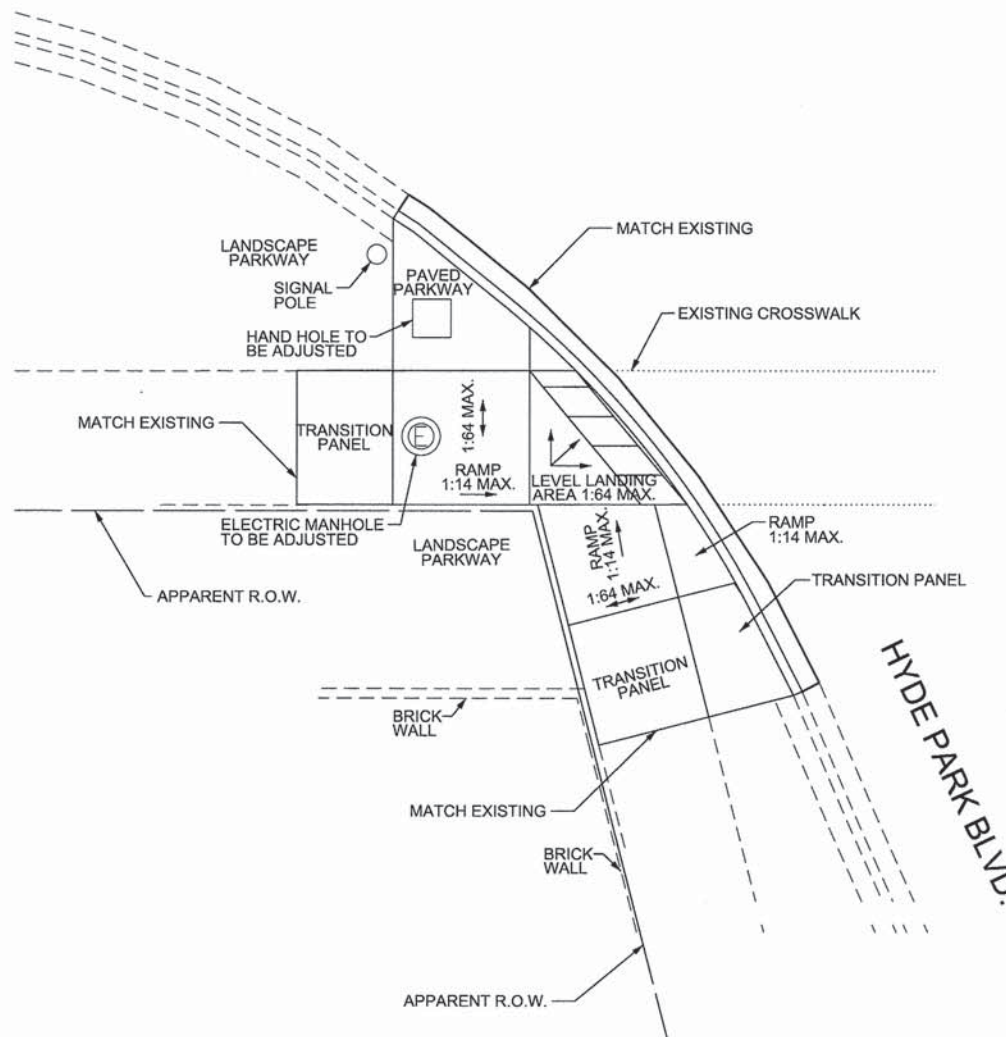 MATCH EXISTING
LANDSCAPE
PARKWAY
SIGNAL
POLE
PAVED
PARKWAY
HAND HOLE TO
BE ADJUSTED
EXISTING CROSSWALK
MATCH EXISTING
TRANSITION
PANEL
E
1:64 MAX.
RAMP
1:14 MAX.
LEVEL LANDING
AREA 1:64 MAX.
ELECTRIC MANHOLE
TO BE ADJUSTED
LANDSCAPE
PARKWAY
RAMP
1:14 MAX.
1:64 MAX.
RAMP
1:14 MAX.
TRANSITION PANEL
APPARENT R.O.W.
TRANSITION
PANEL
BRICK
WALL
HYDE PARK BLVD.
MATCH EXISTING
BRICK
WALL
APPARENT R.O.W.